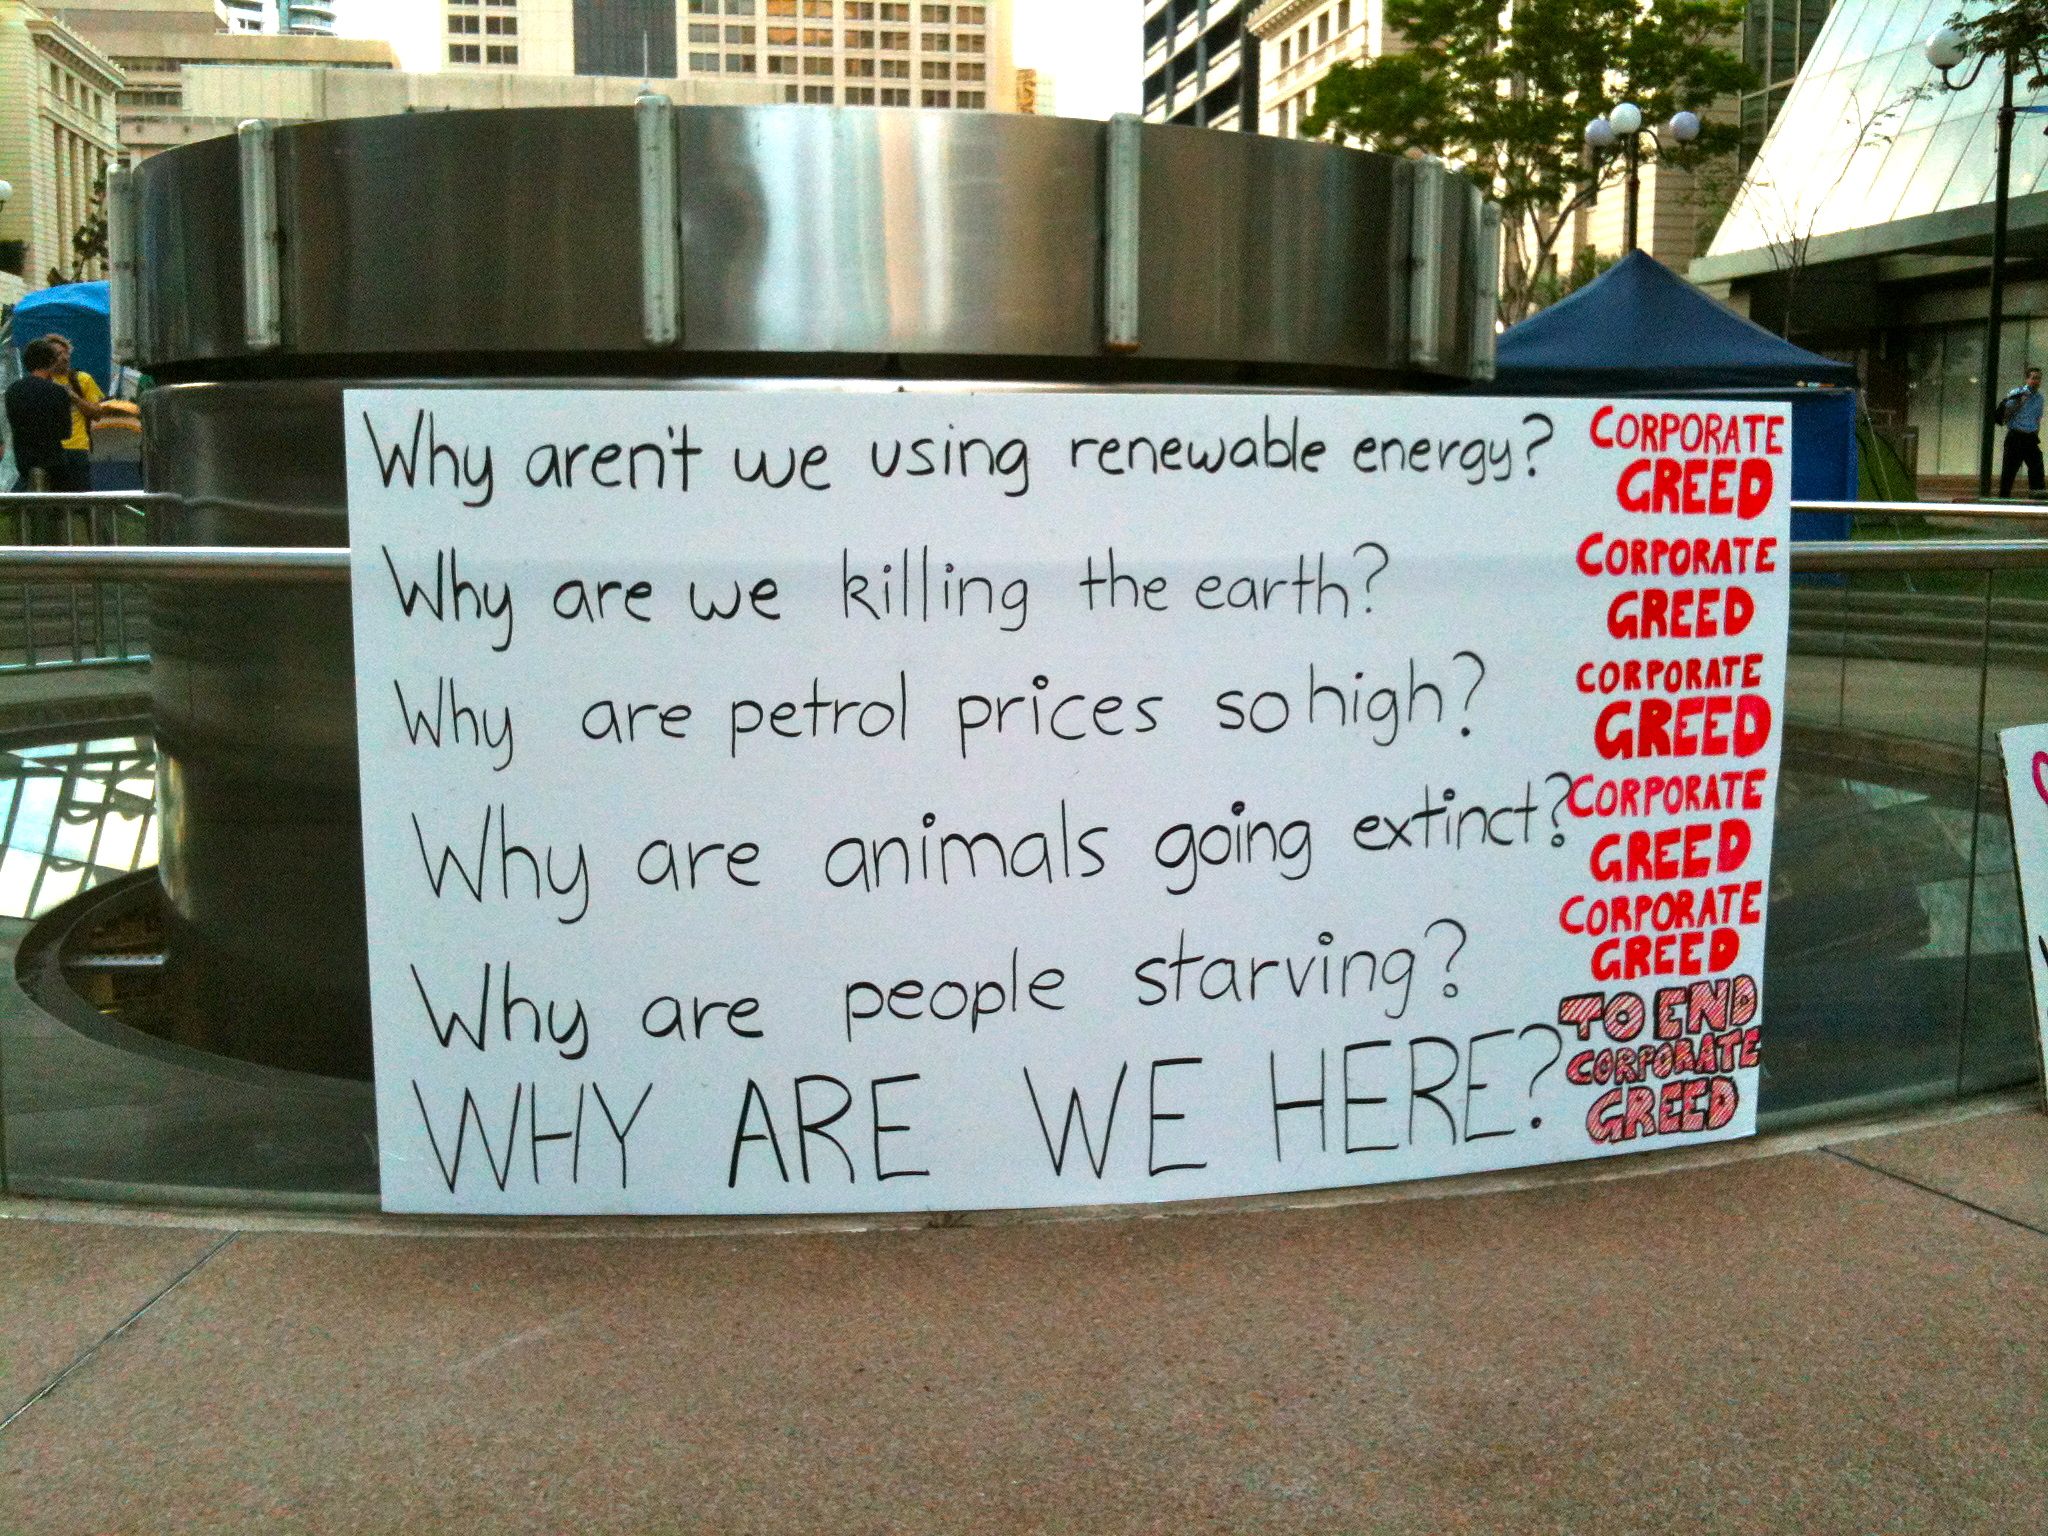 Why aren't we using renewable energy? CORPORATE
GREED
Why are we killing the earth? CORPORATE
GREED
Why are petrol prices so high? CORPORATE
GREED
Why are animals going extinct? CORPORATE
GREED
Why are people starving? CORPORATE
GREED
WHY ARE WE HERE? TO END
CORPORATE
GREED